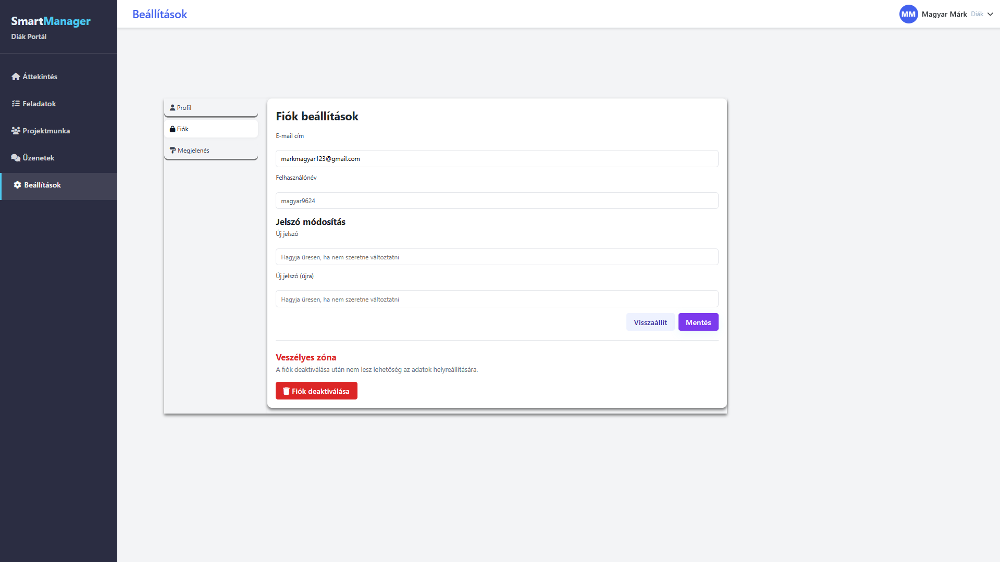 SmartManager
Diák Portál
Áttekintés
Feladatok
Projektmunka
Üzenetek
Beállítások
Beállítások
MM Magyar Márk Diák
Profil
Fiók
Megjelenés
Fiók beállítások
E-mail cím
markmagyar123@gmail.com
Felhasználónév
magyar9624
Jelszó módosítás
Új jelszó
Hagyja üresen, ha nem szeretne változtatni
Új jelszó (újra)
Hagyja üresen, ha nem szeretne változtatni
Visszaállít Mentés
Veszélyes zóna
A fiók deaktiválása után nem lesz lehetőség az adatok helyreállítására.
Fiók deaktiválása